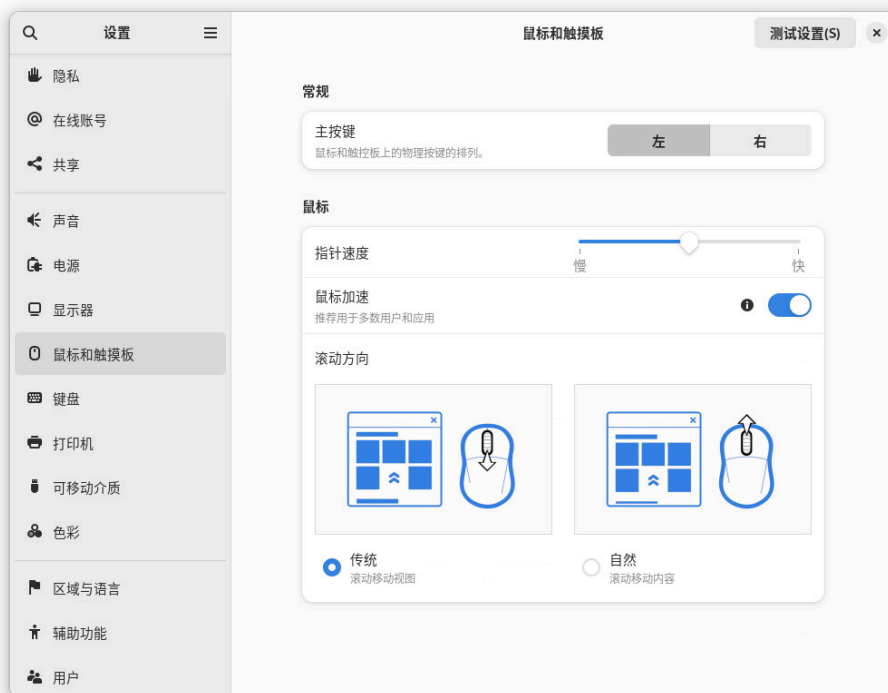 设置
鼠标和触摸板
测试设置(S)
隐私
在线账号
共享
声音
电源
显示器
鼠标和触摸板
键盘
打印机
可移动介质
色彩
区域与语言
辅助功能
用户
常规
主按键
鼠标和触控板上的物理按键的排列。
左
右
鼠标
指针速度
慢
快
鼠标加速
推荐用于多数用户和应用
滚动方向
传统
滚动移动视图
自然
滚动移动内容